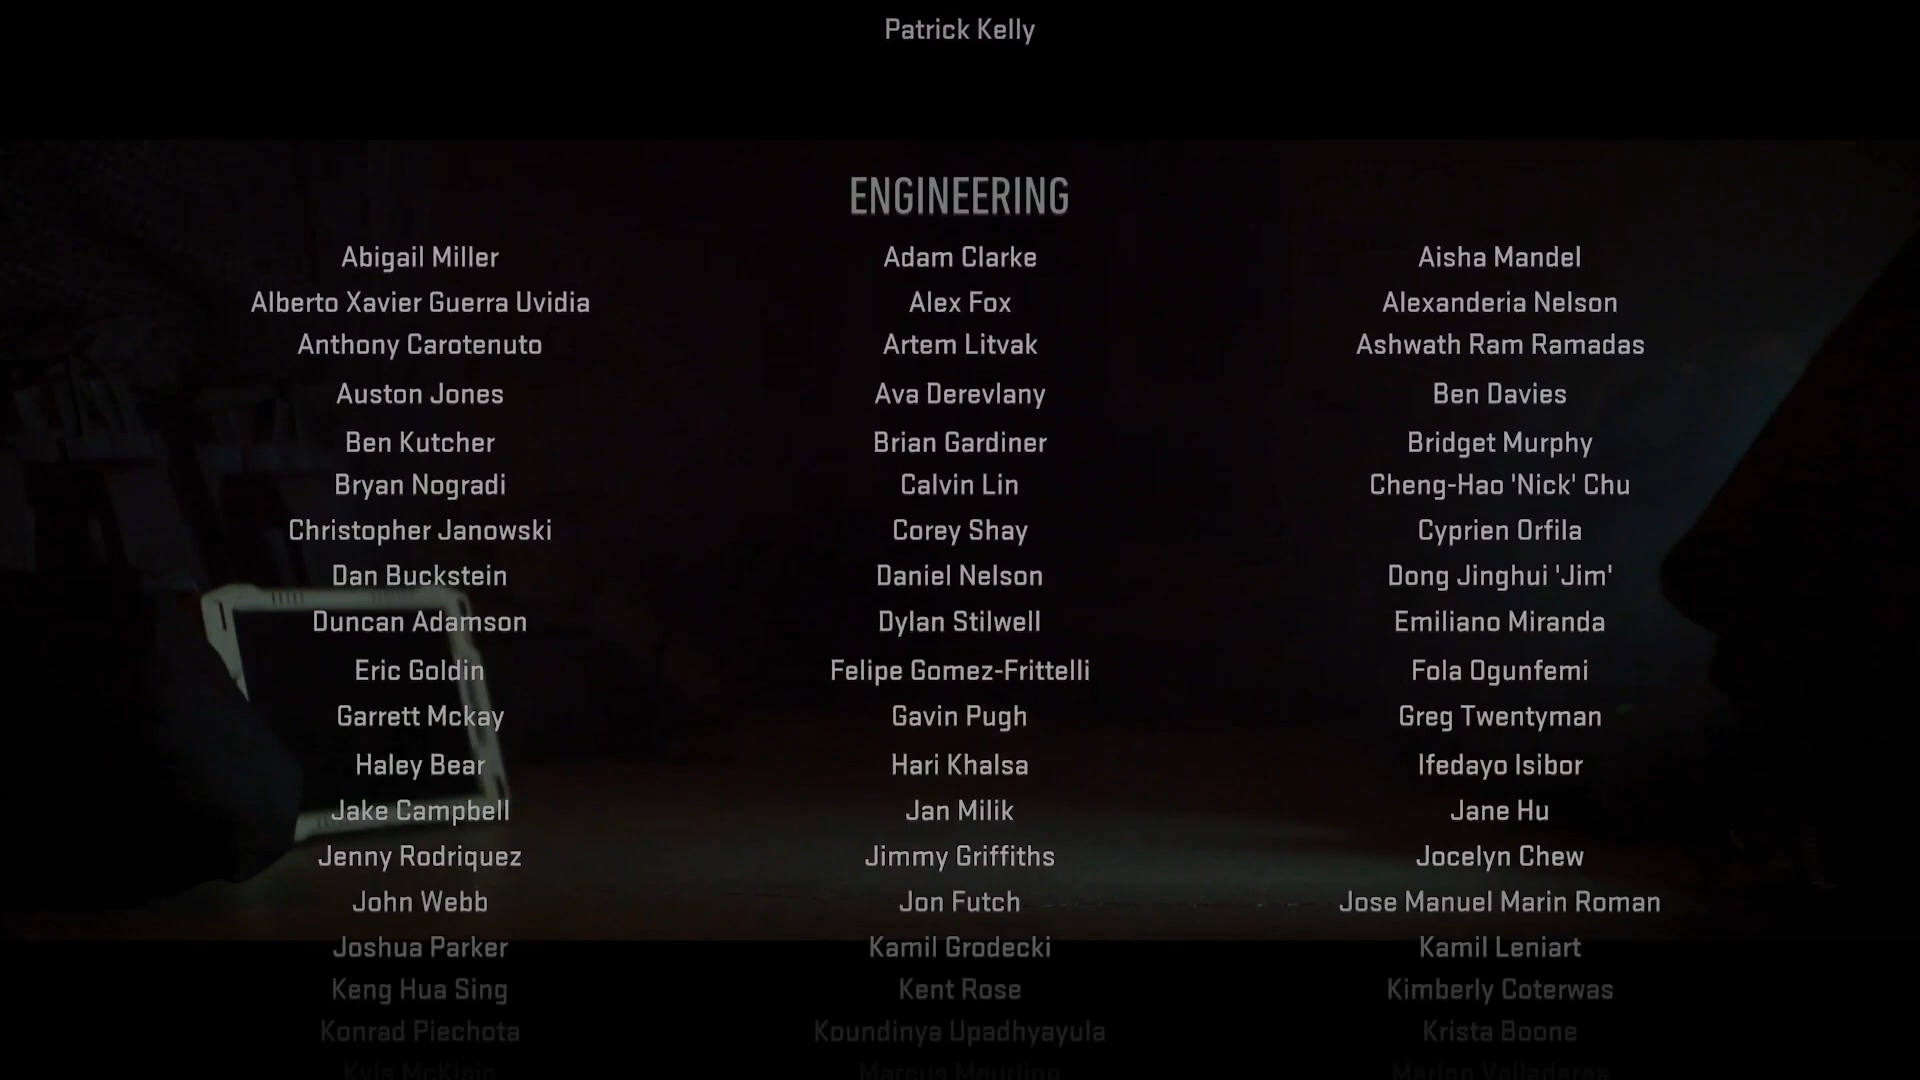 Patrick Kelly
ENGINEERING
Abigail Miller Adam Clarke Aisha Mandel
Alberto Xavier Guerra Uvidia Alex Fox Alexanderia Nelson
Anthony Carotenuto Artem Litvak Ashwath Ram Ramadas
Auston Jones Ava Derevlany Ben Davies
Ben Kutcher Brian Gardiner Bridget Murphy
Bryan Nogradi Calvin Lin Cheng-Hao 'Nick' Chu
Christopher Janowski Corey Shay Cyprien Orfila
Dan Buckstein Daniel Nelson Dong Jinghui 'Jim'
Duncan Adamson Dylan Stilwell Emiliano Miranda
Eric Goldin Felipe Gomez-Frittelli Fola Ogunfemi
Garrett Mckay Gavin Pugh Greg Twentyman
Haley Bear Hari Khalsa Ifedayo Isibor
Jake Campbell Jan Milik Jane Hu
Jenny Rodriquez Jimmy Griffiths Jocelyn Chew
John Webb Jon Futch Jose Manuel Marin Roman
Joshua Parker Kamil Grodecki Kamil Leniart
Keng Hua Sing Kent Rose Kimberly Coterwas
Konrad Piechota Koundinya Upadhyayula Krista Boone
Kyle McKisic Marcus Meurling Marlon Valladares